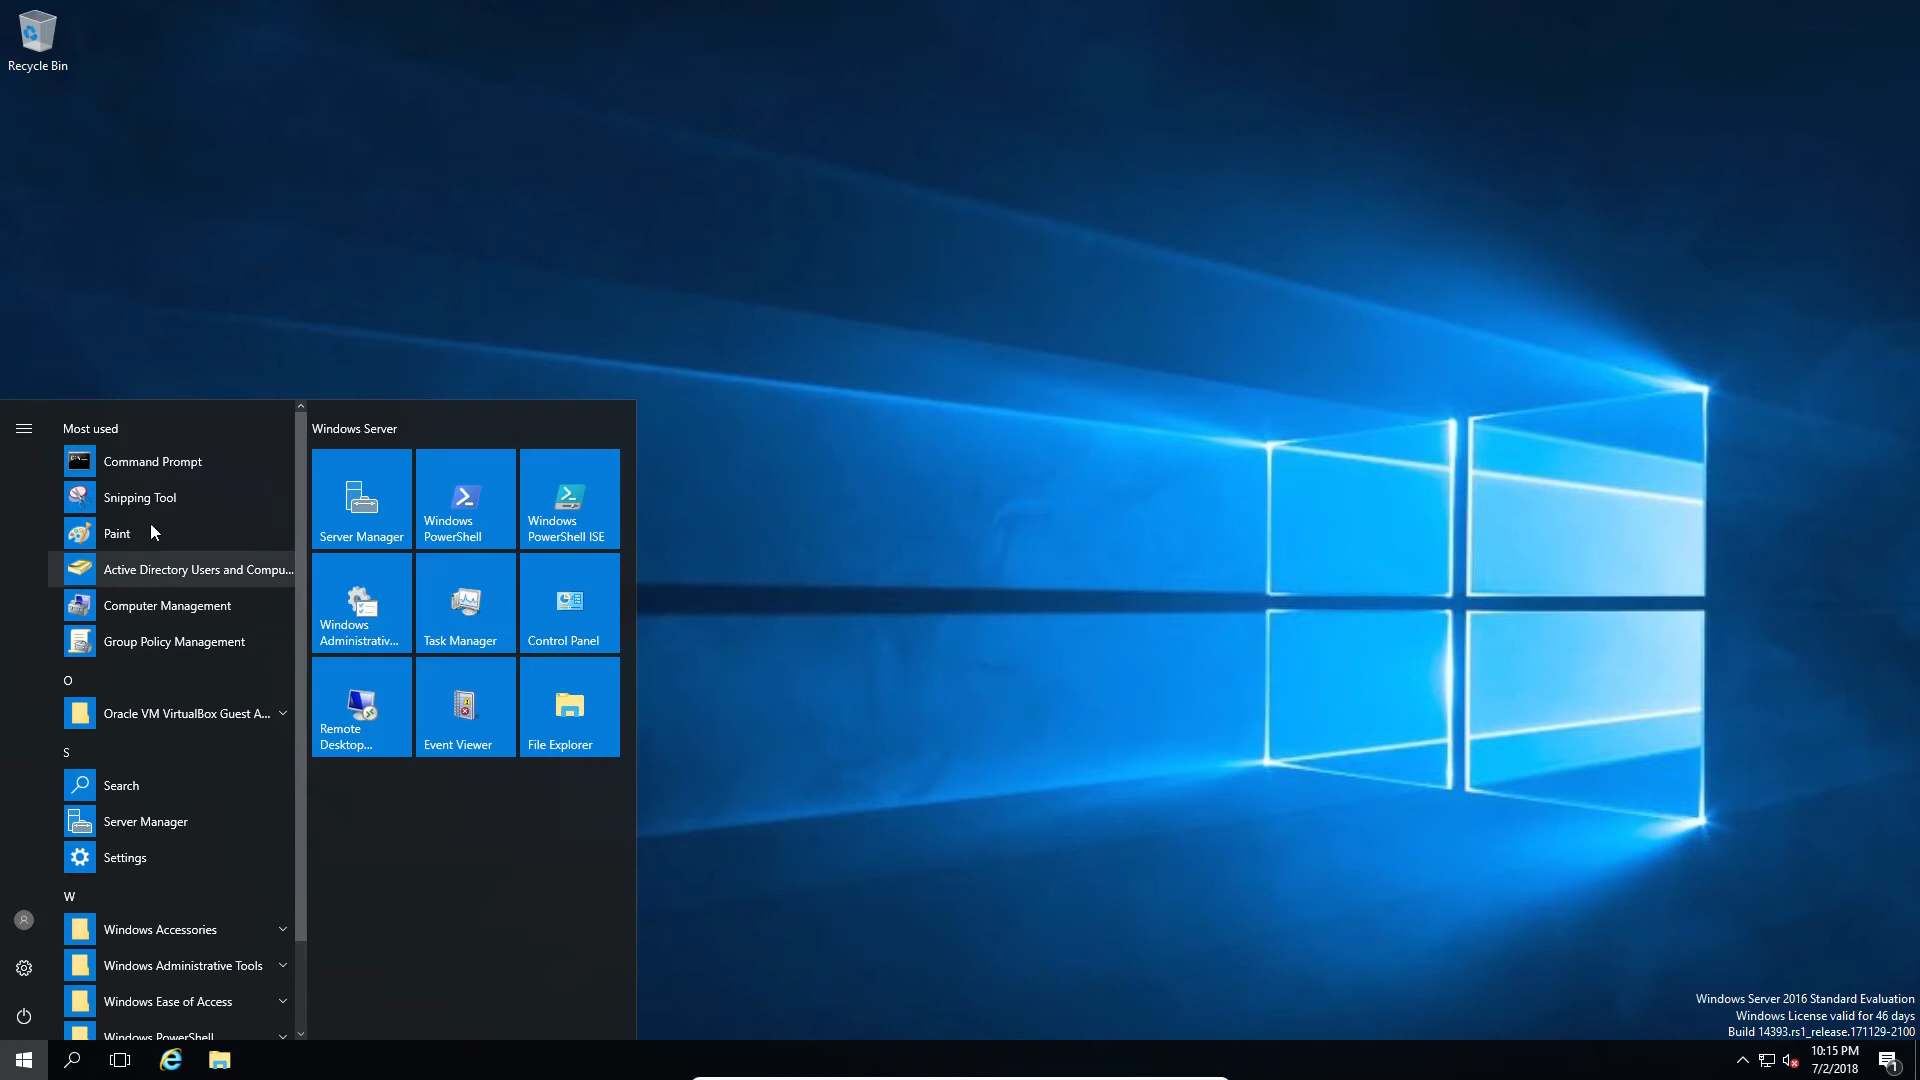 Recycle Bin
Most used
Command Prompt
Snipping Tool
Paint
Active Directory Users and Compu...
Computer Management
Group Policy Management
O
Oracle VM VirtualBox Guest A...
S
Search
Server Manager
Settings
W
Windows Accessories
Windows Administrative Tools
Windows Ease of Access
Windows PowerShell
Windows Server
Server Manager
Windows
PowerShell
Windows
PowerShell ISE
Windows
Administrativ...
Task Manager
Control Panel
Remote
Desktop...
Event Viewer
File Explorer
Windows Server 2016 Standard Evaluation
Windows License valid for 46 days
Build 14393.rs1_release.171129-2100
10:15 PM
7/2/2018
1